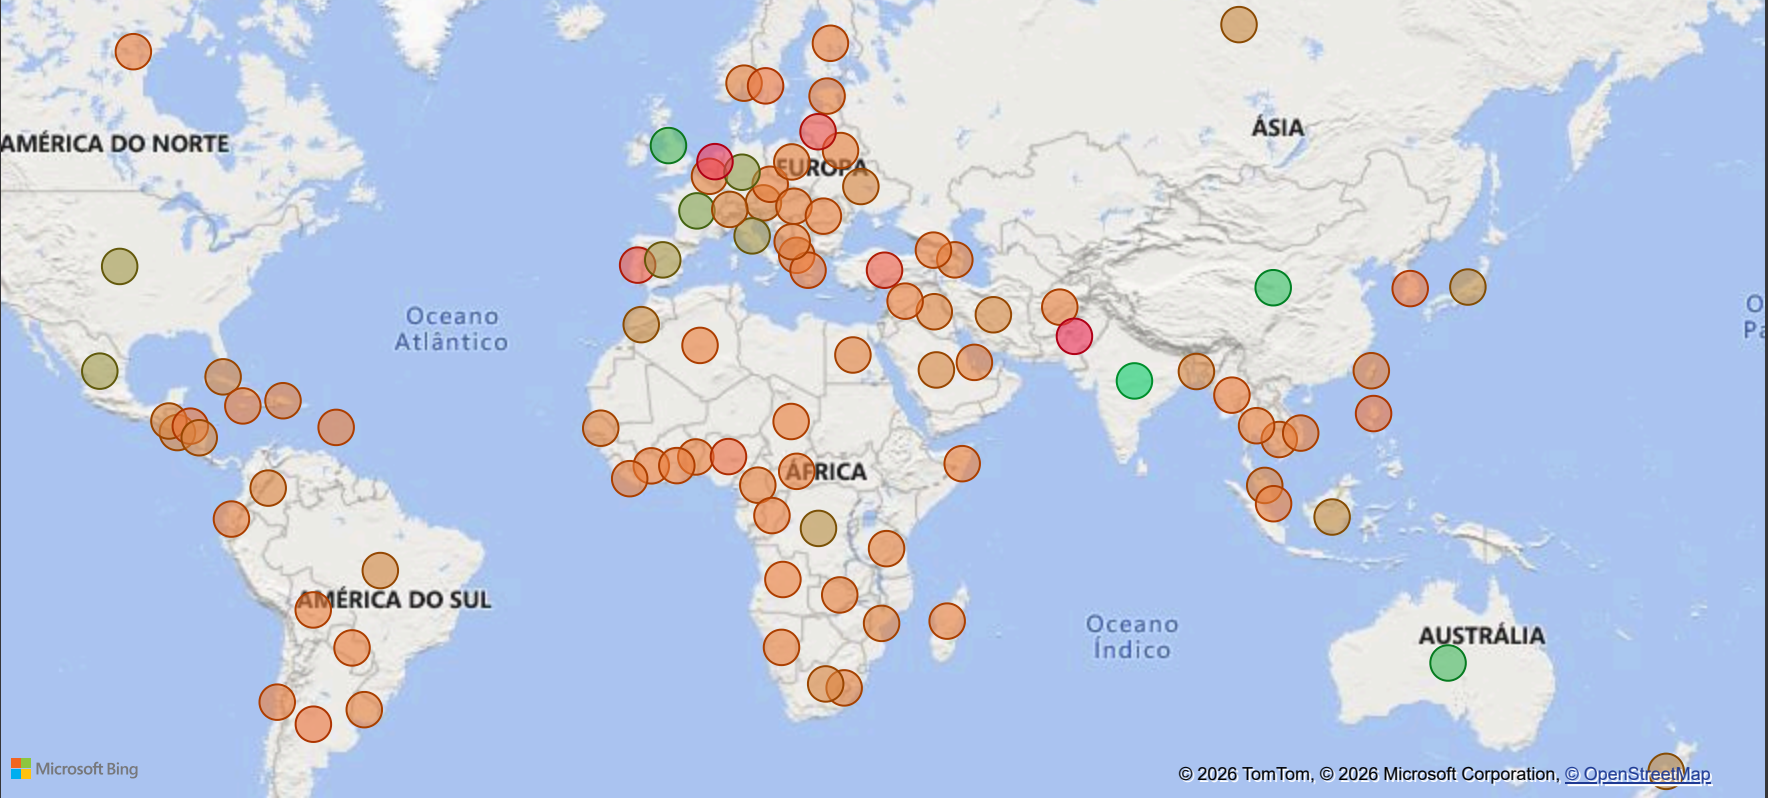 AMÉRICA DO NORTE
EUROPA
ÁSIA
Oceano
Atlântico
ÁFRICA
AMÉRICA DO SUL
Oceano
Índico
AUSTRÁLIA
O
Pa
Microsoft Bing
© 2026 TomTom, © 2026 Microsoft Corporation, © OpenStreetMap